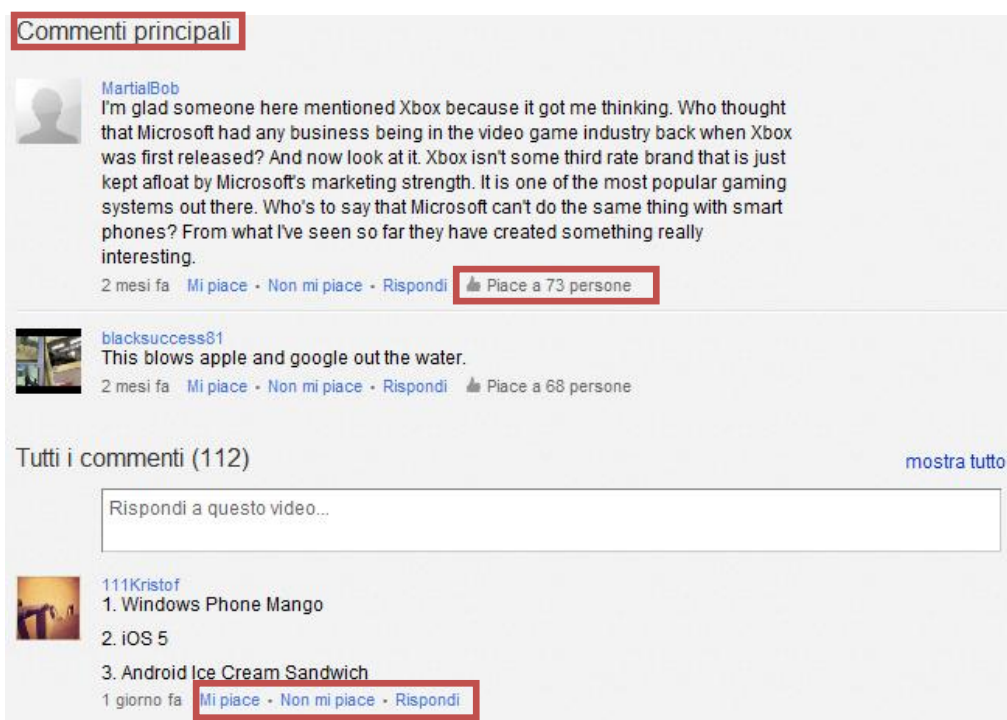 Commenti principali
MartialBob
I'm glad someone here mentioned Xbox because it got me thinking. Who thought
that Microsoft had any business being in the video game industry back when Xbox
was first released? And now look at it. Xbox isn't some third rate brand that is just
kept afloat by Microsoft's marketing strength. It is one of the most popular gaming
systems out there. Who's to say that Microsoft can't do the same thing with smart
phones? From what I've seen so far they have created something really
interesting.
2 mesi fa Mi piace • Non mi piace • Rispondi Piace a 73 persone
blacksuccess81
This blows apple and google out the water.
2 mesi fa Mi piace • Non mi piace • Rispondi Piace a 68 persone
Tutti i commenti (112) mostra tutto
Rispondi a questo video...
111Kristof
1. Windows Phone Mango
2. iOS 5
3. Android Ice Cream Sandwich
1 giorno fa Mi piace • Non mi piace • Rispondi